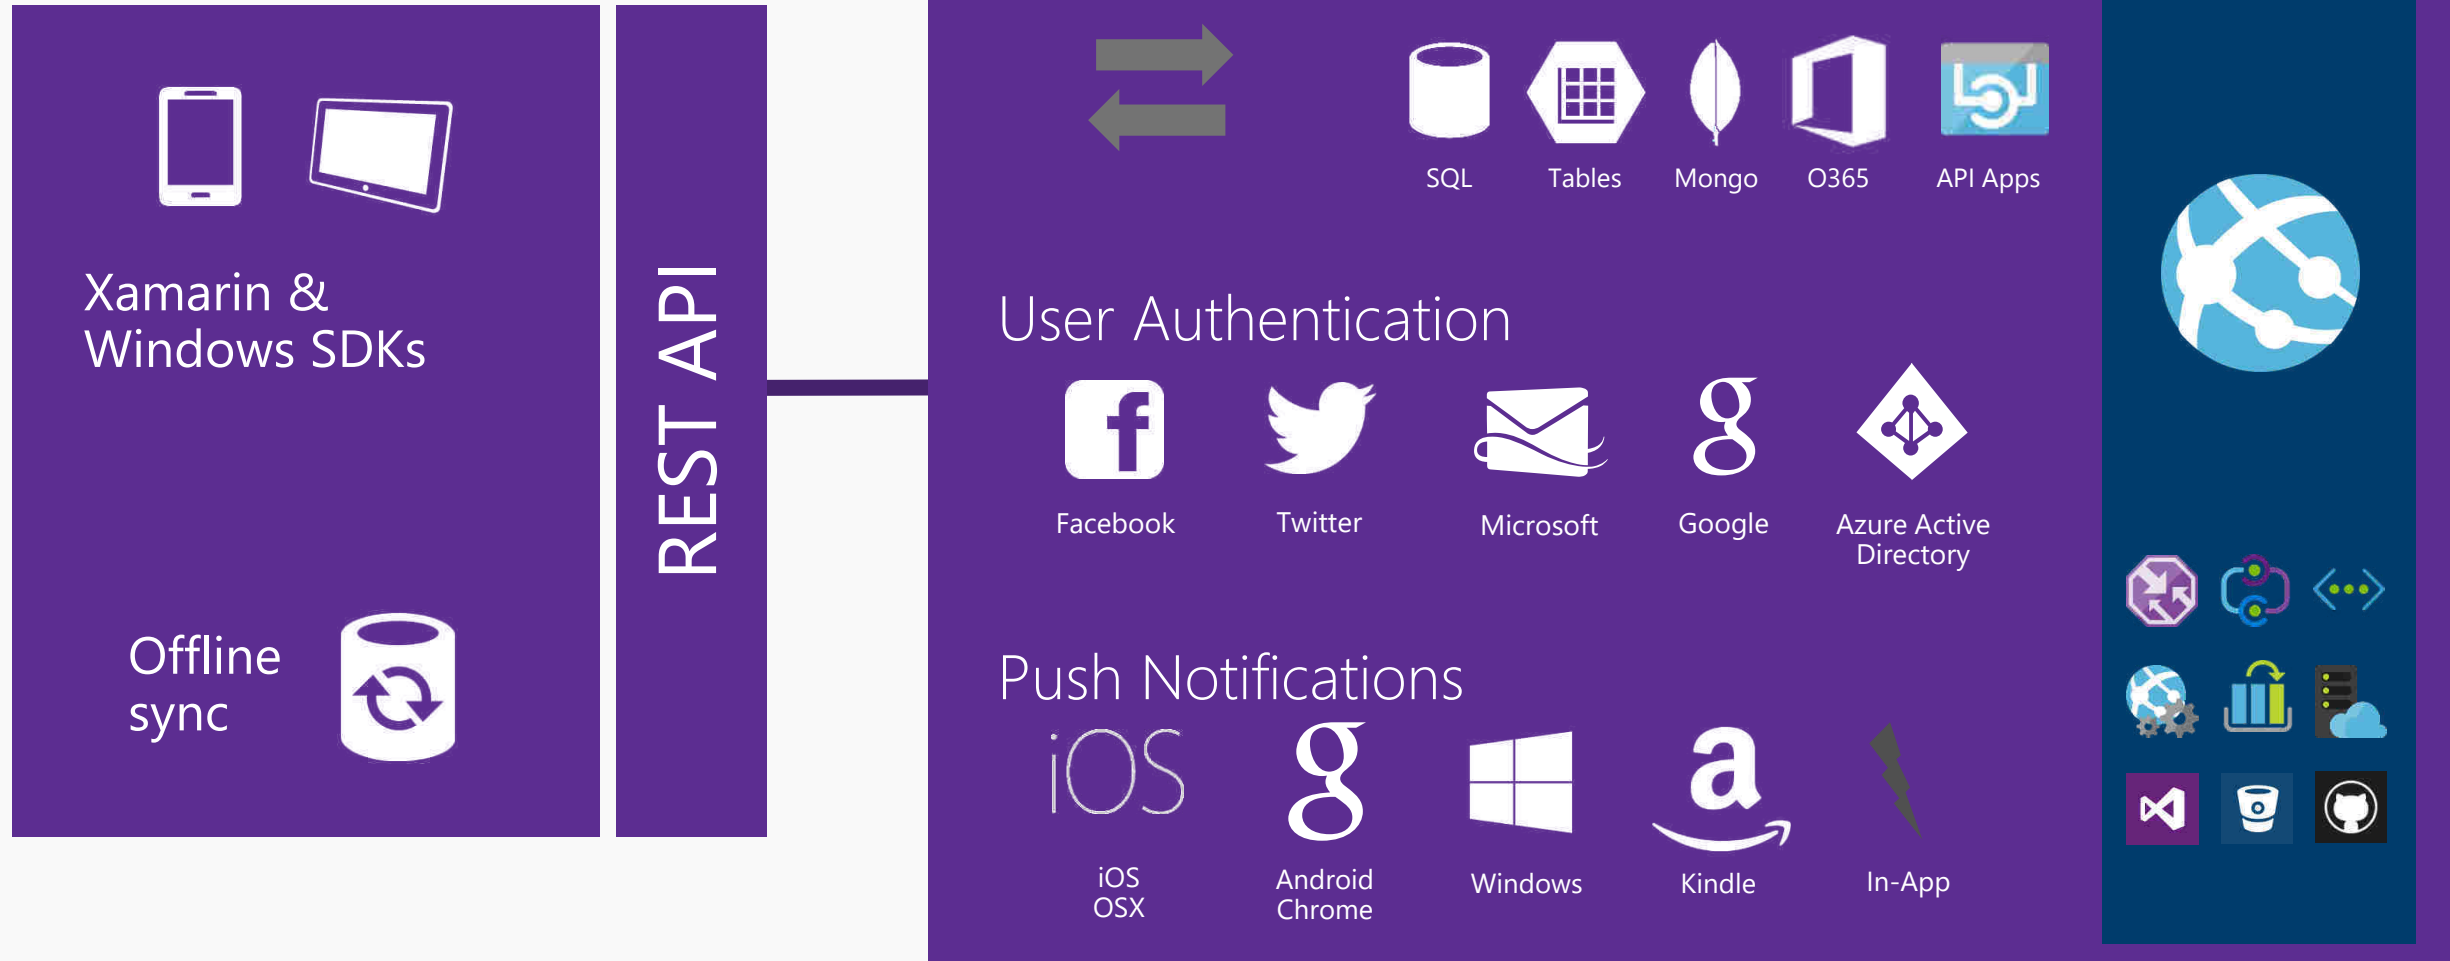 Xamarin &
Windows SDKs
Offline
sync
REST API
SQL
Tables
Mongo
O365
API Apps
User Authentication
Facebook
Twitter
Microsoft
Google
Azure Active
Directory
Push Notifications
iOS
iOS
OSX
Android
Chrome
Windows
Kindle
In-App